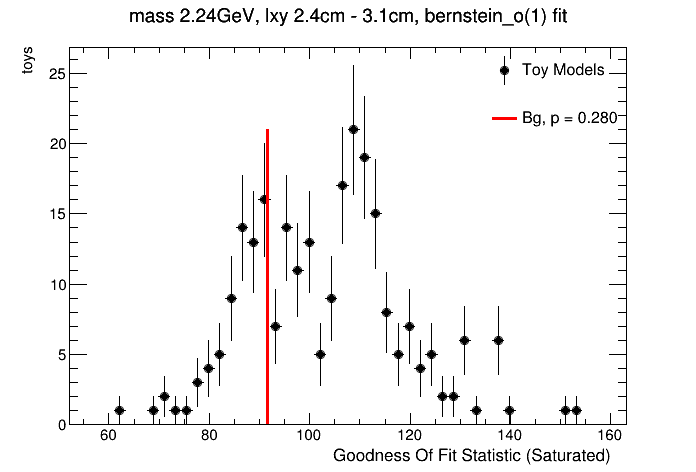 mass 2.24GeV, lxy 2.4cm - 3.1cm, bernstein_o(1) fit
toys
25
20
15
10
5
0
Toy Models
Bg, p = 0.280
60 80 100 120 140 160
Goodness Of Fit Statistic (Saturated)